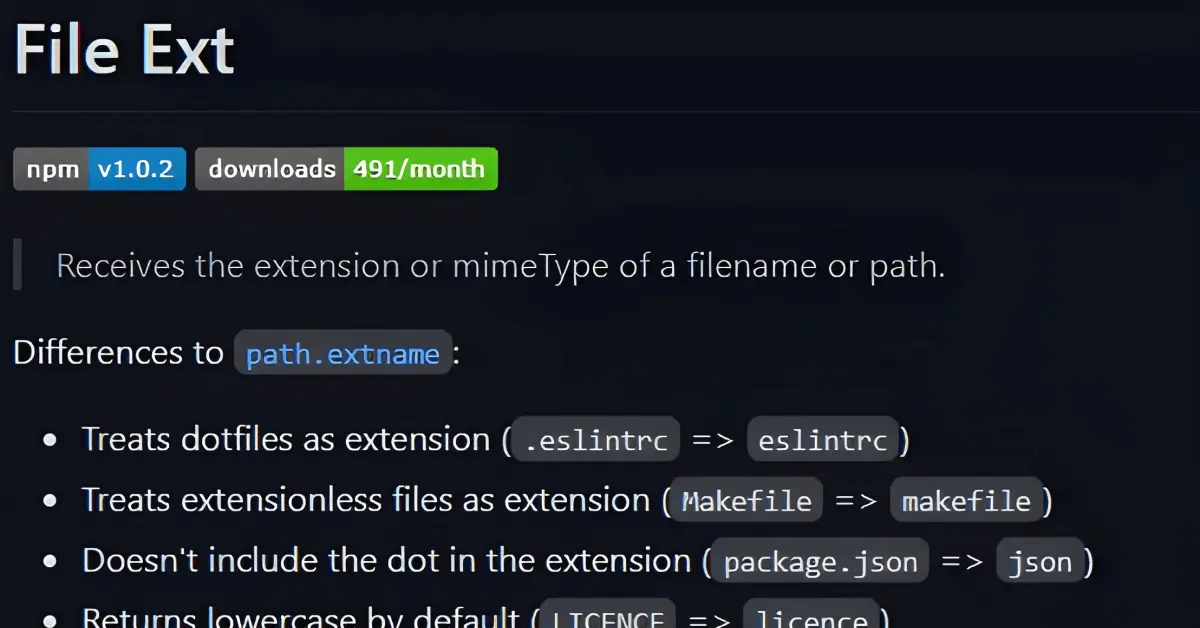 File Ext
npm v1.0.2 downloads 491/month
Receives the extension or mimeType of a filename or path.
Differences to path.extname:
• Treats dotfiles as extension (.eslintrc => eslintrc)
• Treats extensionless files as extension (Makefile => makefile)
• Doesn't include the dot in the extension (package.json => json)
• Returns lowercase by default (LICENCE => licence)